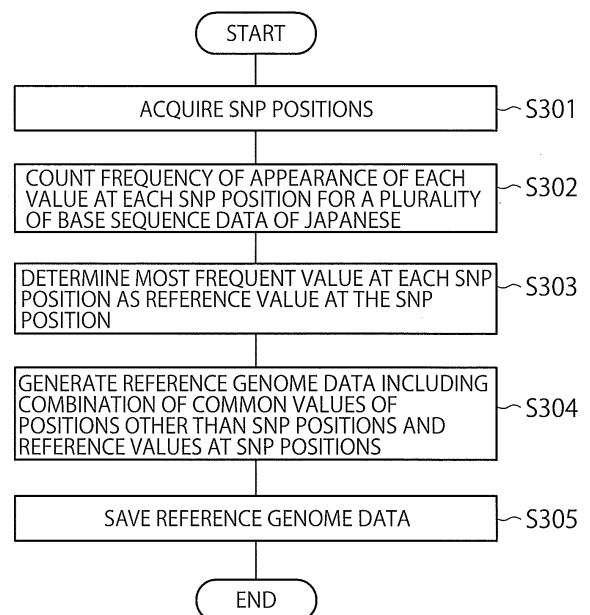 START
ACQUIRE SNP POSITIONS
S301
COUNT FREQUENCY OF APPEARANCE OF EACH
VALUE AT EACH SNP POSITION FOR A PLURALITY
OF BASE SEQUENCE DATA OF JAPANESE
S302
DETERMINE MOST FREQUENT VALUE AT EACH SNP
POSITION AS REFERENCE VALUE AT THE SNP
POSITION
S303
GENERATE REFERENCE GENOME DATA INCLUDING
COMBINATION OF COMMON VALUES OF
POSITIONS OTHER THAN SNP POSITIONS AND
REFERENCE VALUES AT SNP POSITIONS
S304
SAVE REFERENCE GENOME DATA
S305
END